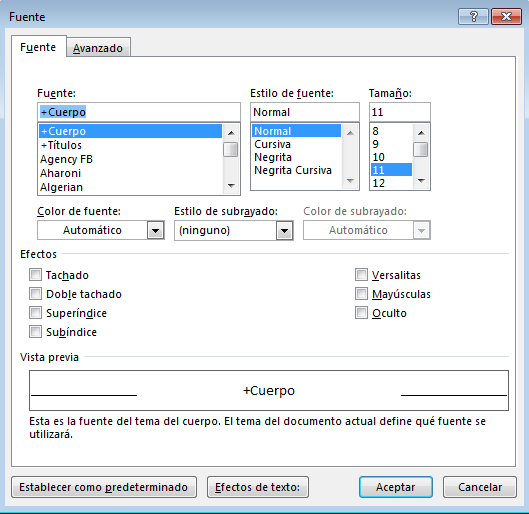 Fuente
Fuente Avanzado
Fuente: Estilo de fuente: Tamaño:
+Cuerpo Normal 11
+Cuerpo Normal 8
+Títulos Cursiva 9
Agency FB Negrita 10
Aharoni Negrita Cursiva 11
Algerian 12
Color de fuente: Estilo de subrayado: Color de subrayado:
Automático (ninguno) Automático
Efectos
Tachado Versalitas
Doble tachado Mayúsculas
Superíndice Oculto
Subíndice
Vista previa
+Cuerpo
Esta es la fuente del tema del cuerpo. El tema del documento actual define qué fuente se
utilizará.
Establecer como predeterminado Efectos de texto: Aceptar Cancelar